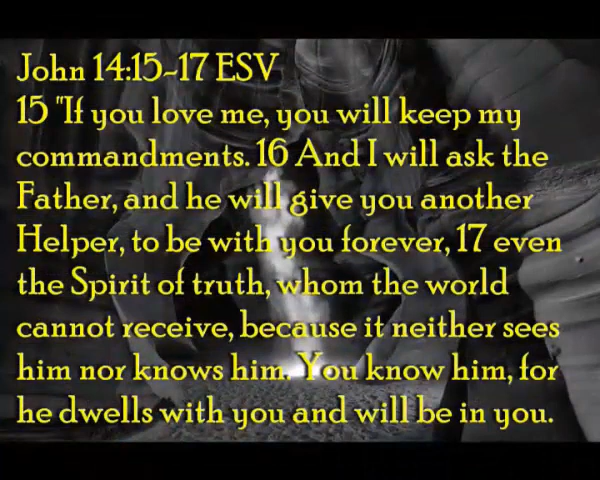 John 14:15-17 ESV
15 "If you love me, you will keep my
commandments. 16 And I will ask the
Father, and he will give you another
Helper, to be with you forever, 17 even
the Spirit of truth, whom the world
cannot receive, because it neither sees
him nor knows him. You know him, for
he dwells with you and will be in you.